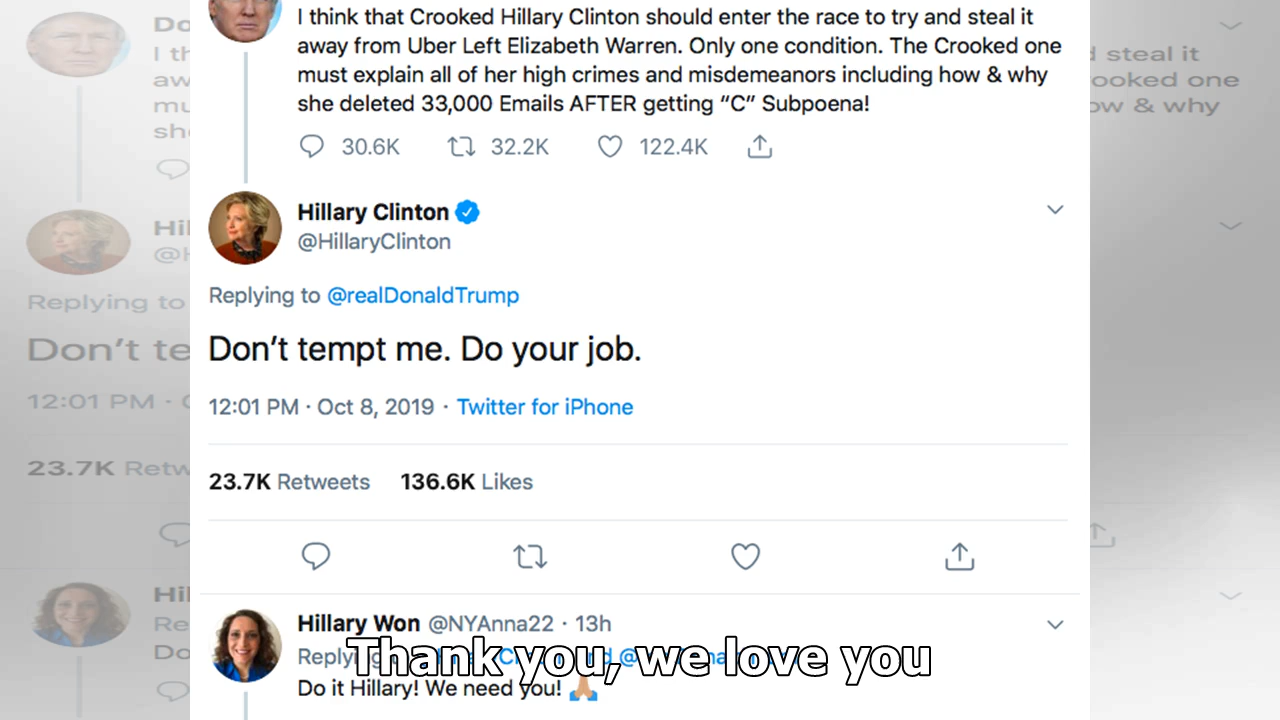 I think that Crooked Hillary Clinton should enter the race to try and steal it
away from Uber Left Elizabeth Warren. Only one condition. The Crooked one
must explain all of her high crimes and misdemeanors including how & why
she deleted 33,000 Emails AFTER getting “C” Subpoena!
30.6K 32.2K 122.4K
Hillary Clinton
@HillaryClinton
Replying to @realDonaldTrump
Don’t tempt me. Do your job.
12:01 PM · Oct 8, 2019 · Twitter for iPhone
23.7K Retweets 136.6K Likes
Hillary Won @NYAnna22 · 13h
Thank you, we love you
Do it Hillary! We need you! 🙏